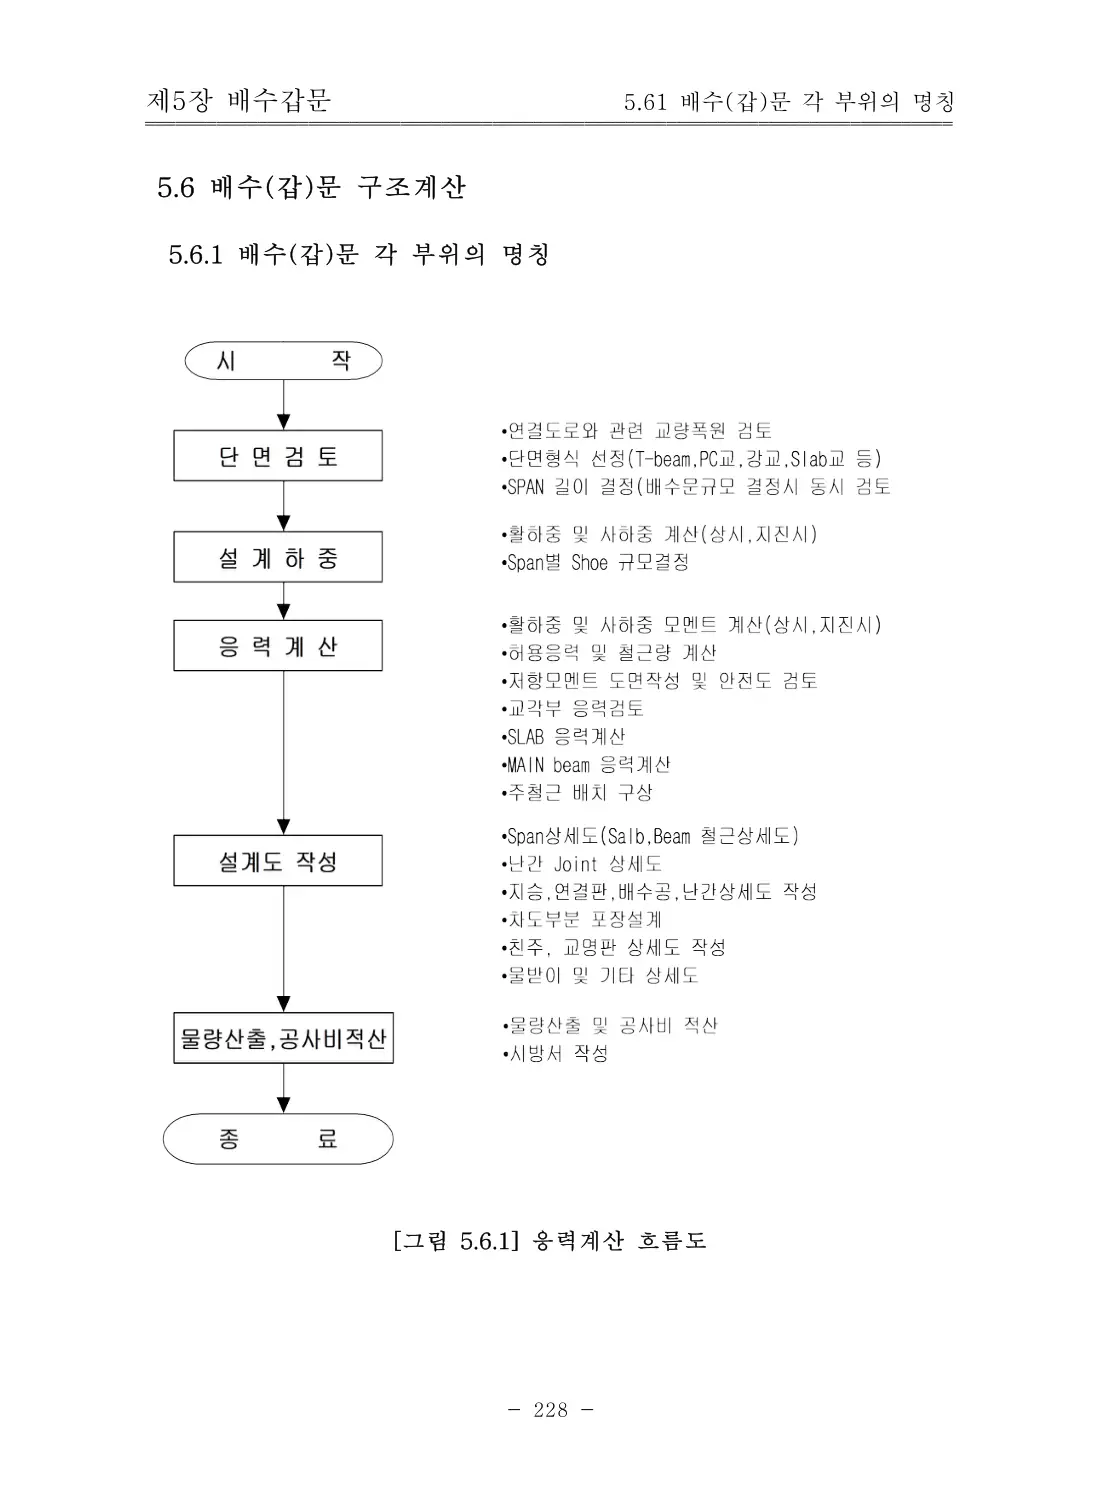 제5장 배수갑문
5.61 배수(갑)문 각 부위의 명칭
5.6 배수(갑)문 구조계산
5.6.1 배수(갑)문 각 부위의 명칭
시 작
단 면 검 토
•연결도로와 관련 교량폭원 검토
•단면형식 선정(T-beam,PC교,강교,Slab교 등)
•SPAN 길이 결정(배수문규모 결정시 동시 검토
설 계 하 중
•활하중 및 사하중 계산(상시,지진시)
•Span별 Shoe 규모결정
응 력 계 산
•활하중 및 사하중 모멘트 계산(상시,지진시)
•허용응력 및 철근량 계산
•저항모멘트 도면작성 및 안전도 검토
•교각부 응력검토
•SLAB 응력계산
•MAIN beam 응력계산
•주철근 배치 구상
설계도 작성
•Span상세도(Salb,Beam 철근상세도)
•난간 Joint 상세도
•지승,연결판,배수공,난간상세도 작성
•차도부분 포장설계
•친주, 교명판 상세도 작성
•물받이 및 기타 상세도
물량산출,공사비적산
•물량산출 및 공사비 적산
•시방서 작성
종 료
[그림 5.6.1] 응력계산 흐름도
- 228 -